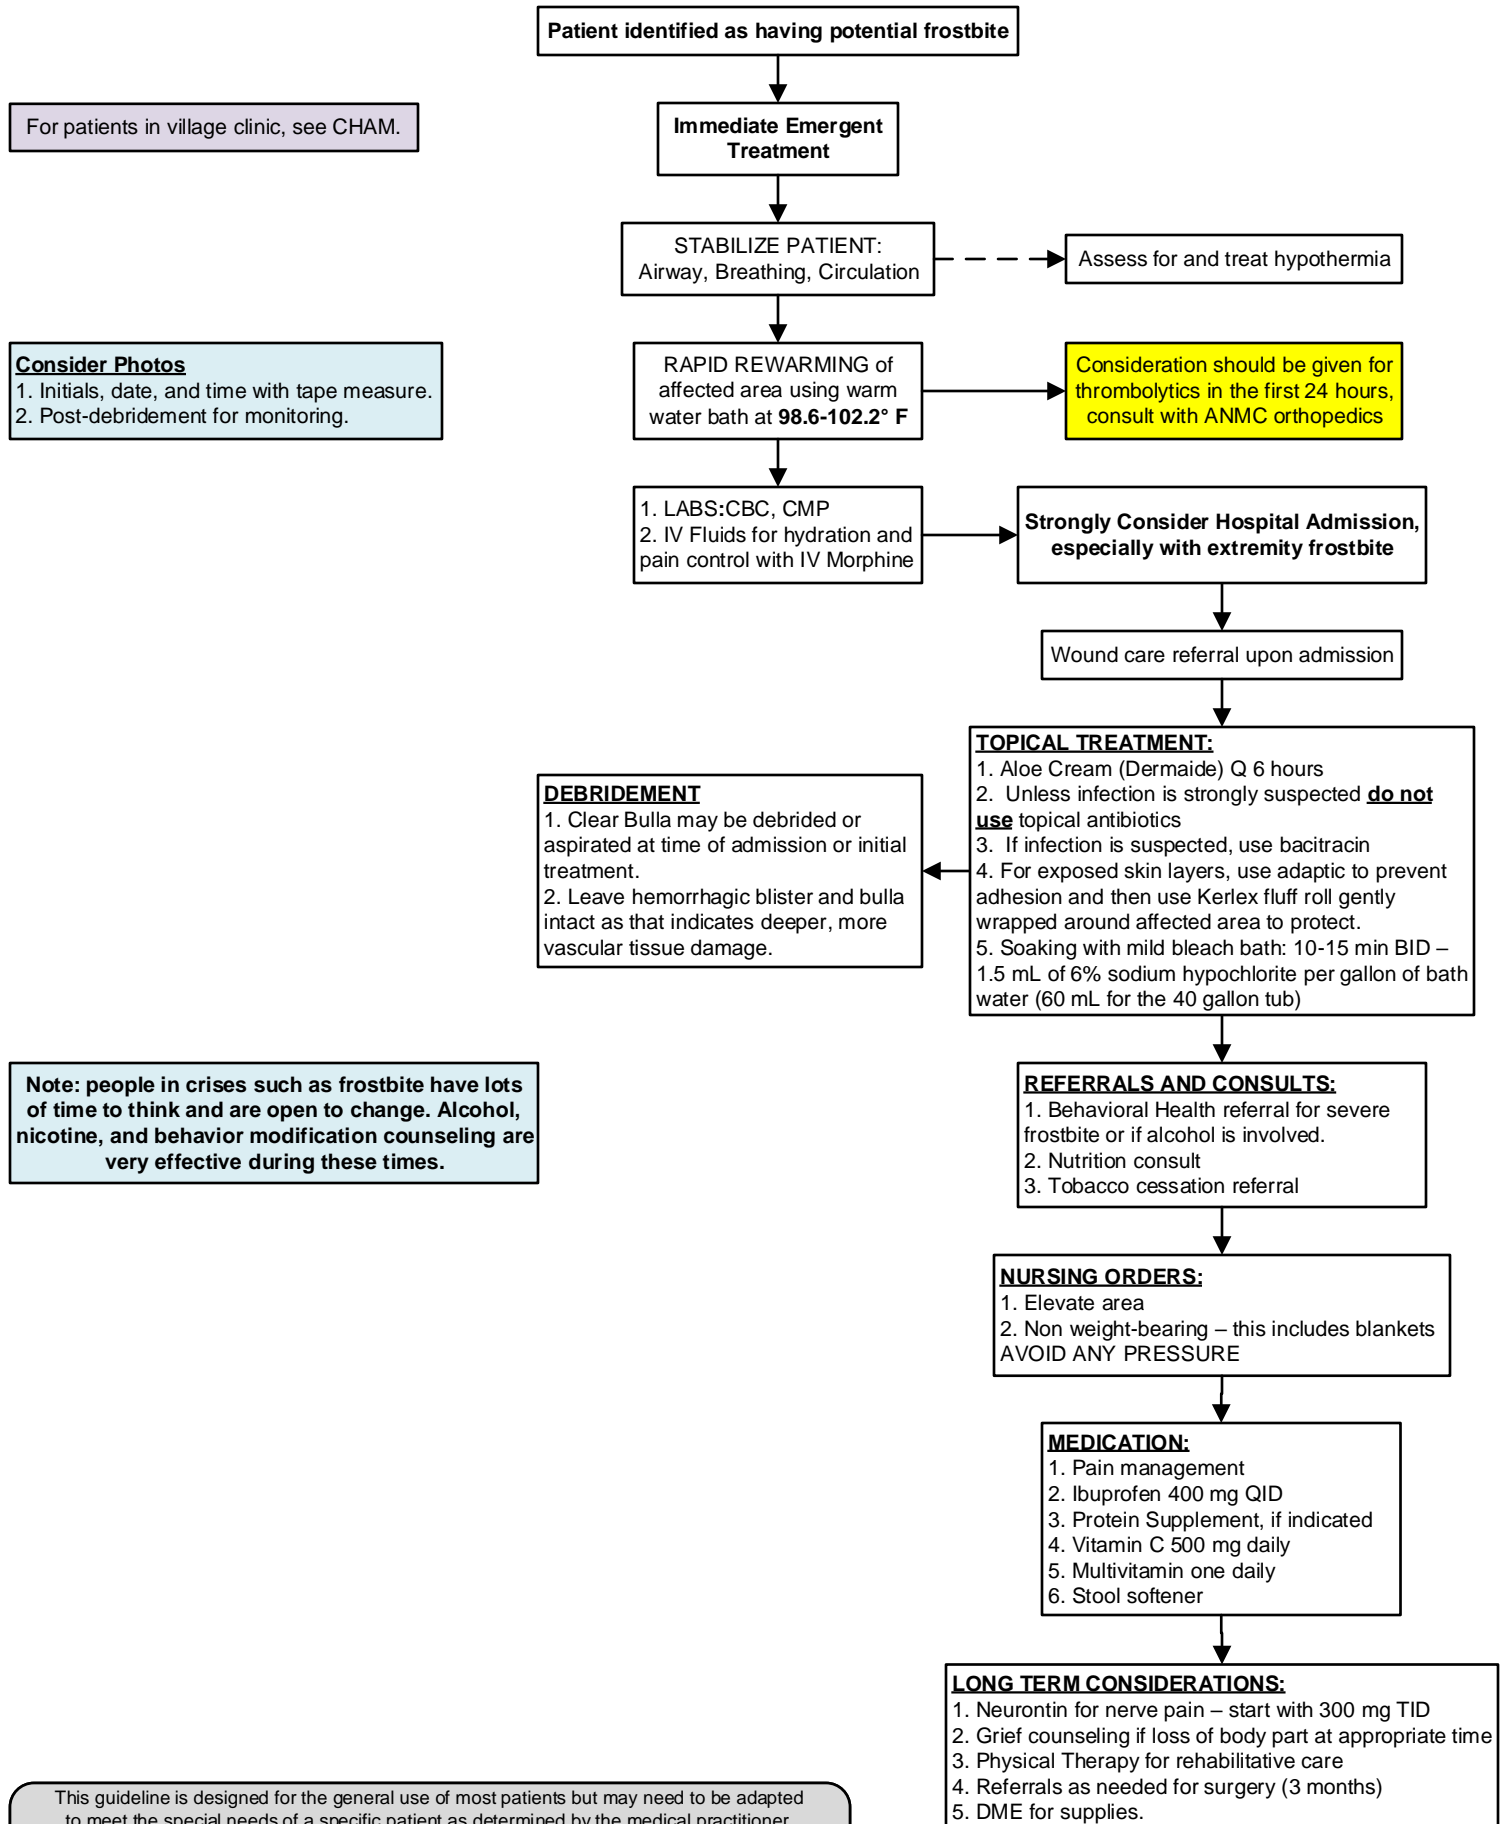 Patient identified as having potential frostbite
For patients in village clinic, see CHAM.
Immediate Emergent
Treatment
STABILIZE PATIENT:
Airway, Breathing, Circulation
Assess for and treat hypothermia
Consider Photos
1. Initials, date, and time with tape measure.
2. Post-debridement for monitoring.
RAPID REWARMING of
affected area using warm
water bath at 98.6-102.2° F
Consideration should be given for
thrombolytics in the first 24 hours,
consult with ANMC orthopedics
1. LABS:CBC, CMP
2. IV Fluids for hydration and
pain control with IV Morphine
Strongly Consider Hospital Admission,
especially with extremity frostbite
Wound care referral upon admission
TOPICAL TREATMENT:
1. Aloe Cream (Dermaide) Q 6 hours
2. Unless infection is strongly suspected do not
use topical antibiotics
3. If infection is suspected, use bacitracin
4. For exposed skin layers, use adaptic to prevent
adhesion and then use Kerlex fluff roll gently
wrapped around affected area to protect.
5. Soaking with mild bleach bath: 10-15 min BID –
1.5 mL of 6% sodium hypochlorite per gallon of bath
water (60 mL for the 40 gallon tub)
DEBRIDEMENT
1. Clear Bulla may be debrided or
aspirated at time of admission or initial
treatment.
2. Leave hemorrhagic blister and bulla
intact as that indicates deeper, more
vascular tissue damage.
Note: people in crises such as frostbite have lots
of time to think and are open to change. Alcohol,
nicotine, and behavior modification counseling are
very effective during these times.
REFERRALS AND CONSULTS:
1. Behavioral Health referral for severe
frostbite or if alcohol is involved.
2. Nutrition consult
3. Tobacco cessation referral
NURSING ORDERS:
1. Elevate area
2. Non weight-bearing – this includes blankets
AVOID ANY PRESSURE
MEDICATION:
1. Pain management
2. Ibuprofen 400 mg QID
3. Protein Supplement, if indicated
4. Vitamin C 500 mg daily
5. Multivitamin one daily
6. Stool softener
LONG TERM CONSIDERATIONS:
1. Neurontin for nerve pain – start with 300 mg TID
2. Grief counseling if loss of body part at appropriate time
3. Physical Therapy for rehabilitative care
4. Referrals as needed for surgery (3 months)
5. DME for supplies.
This guideline is designed for the general use of most patients but may need to be adapted
to meet the special needs of a specific patient as determined by the medical practitioner.